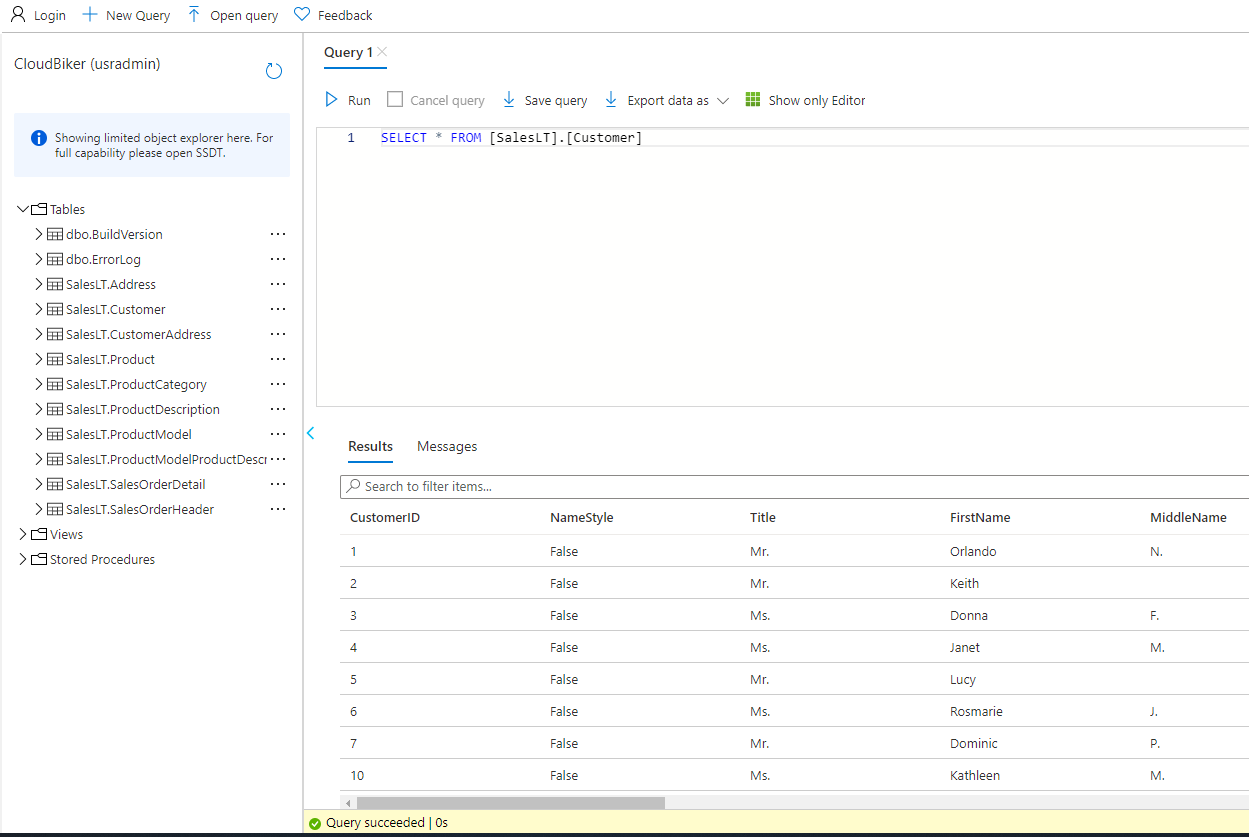 Login New Query Open query Feedback
CloudBiker (usradmin)
Showing limited object explorer here. For
full capability please open SSDT.
Tables
dbo.BuildVersion ...
dbo.ErrorLog ...
SalesLT.Address ...
SalesLT.Customer ...
SalesLT.CustomerAddress ...
SalesLT.Product ...
SalesLT.ProductCategory ...
SalesLT.ProductDescription ...
SalesLT.ProductModel ...
SalesLT.ProductModelProductDescr ...
SalesLT.SalesOrderDetail ...
SalesLT.SalesOrderHeader ...
Views
Stored Procedures
Query 1
Run Cancel query Save query Export data as Show only Editor
1 SELECT * FROM [SalesLT].[Customer]
Results Messages
Search to filter items...
CustomerID NameStyle Title FirstName MiddleName
1 False Mr. Orlando N.
2 False Mr. Keith
3 False Ms. Donna F.
4 False Ms. Janet M.
5 False Mr. Lucy
6 False Ms. Rosmarie J.
7 False Mr. Dominic P.
10 False Ms. Kathleen M.
Query succeeded | 0s